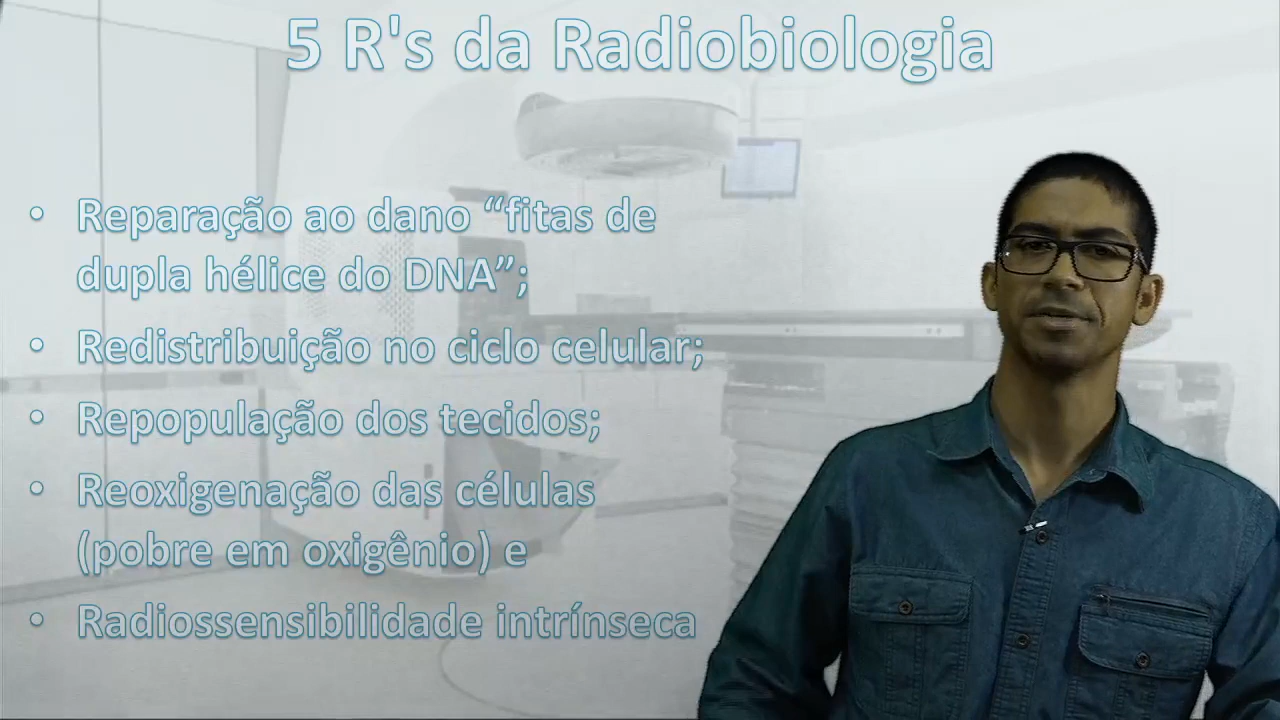 5 R's da Radiobiologia
• Reparação ao dano “fitas de
dupla hélice do DNA”;
• Redistribuição no ciclo celular;
• Repopulação dos tecidos;
• Reoxigenação das células
(pobre em oxigênio) e
• Radiossensibilidade intrínseca